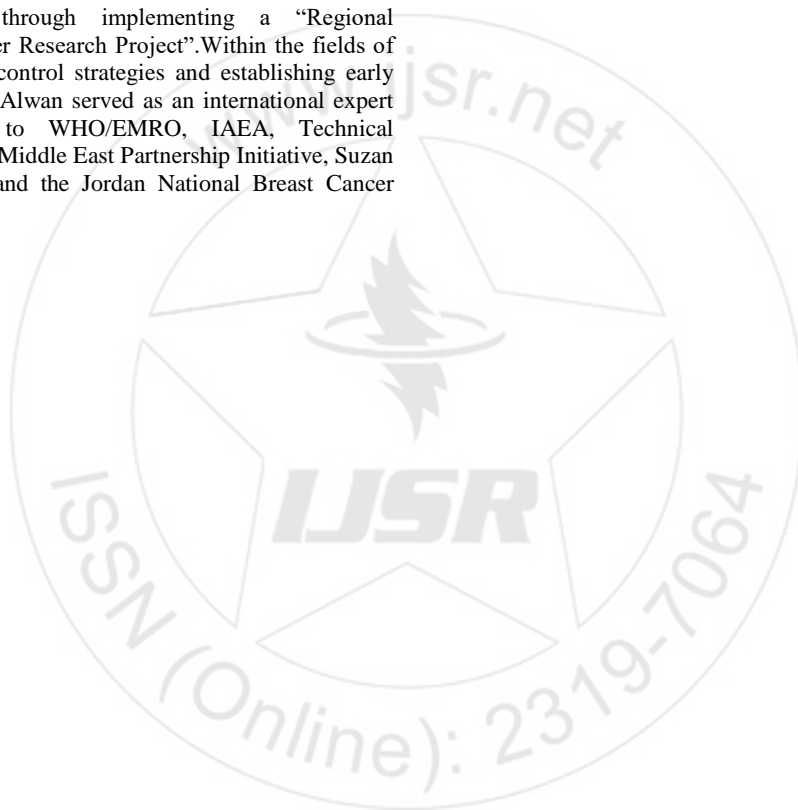 through implementing a “Regional
er Research Project”.Within the fields of
control strategies and establishing early
Alwan served as an international expert
to WHO/EMRO, IAEA, Technical
Middle East Partnership Initiative, Suzan
and the Jordan National Breast Cancer
www.ijsr.net
IJSR
ISSN (Online): 2319-7064